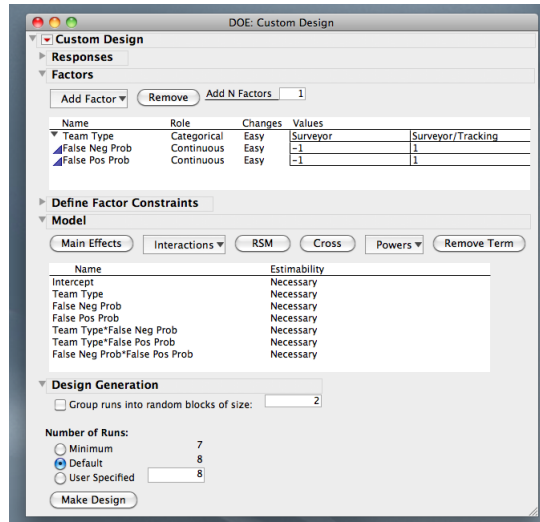 DOE: Custom Design
Custom Design
Responses
Factors
Add Factor Remove Add N Factors 1
Name Role Changes Values
Team Type Categorical Easy Surveyor Surveyor/Tracking
False Neg Prob Continuous Easy -1 1
False Pos Prob Continuous Easy -1 1
Define Factor Constraints
Model
Main Effects Interactions RSM Cross Powers Remove Term
Name Estimability
Intercept Necessary
Team Type Necessary
False Neg Prob Necessary
False Pos Prob Necessary
Team Type*False Neg Prob Necessary
Team Type*False Pos Prob Necessary
False Neg Prob*False Pos Prob Necessary
Design Generation
Group runs into random blocks of size: 2
Number of Runs:
Minimum 7
Default 8
User Specified 8
Make Design